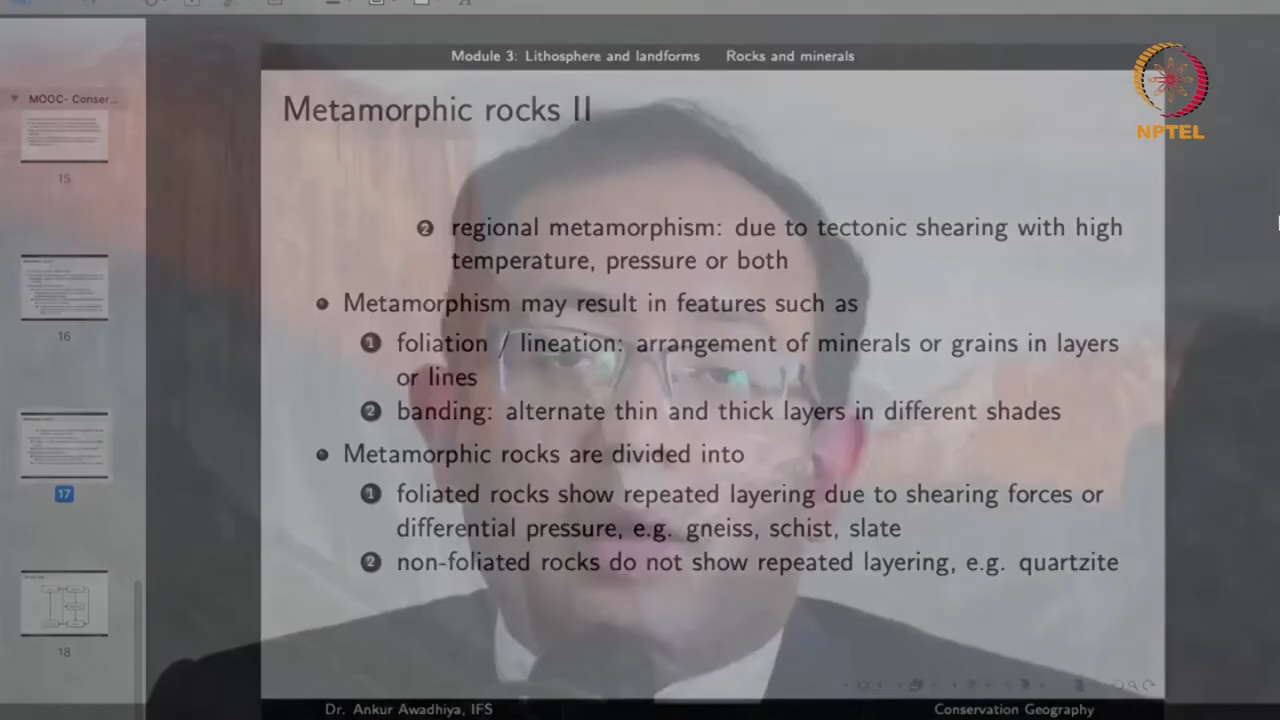 Module 3: Lithosphere and landforms Rocks and minerals
NPTEL
MOOC- Conser...
Metamorphic rocks II
15
2 regional metamorphism: due to tectonic shearing with high
temperature, pressure or both
Metamorphism may result in features such as
16
1 foliation / lineation: arrangement of minerals or grains in layers
or lines
2 banding: alternate thin and thick layers in different shades
Metamorphic rocks are divided into
17
1 foliated rocks show repeated layering due to shearing forces or
differential pressure, e.g. gneiss, schist, slate
2 non-foliated rocks do not show repeated layering, e.g. quartzite
18
Dr. Ankur Awadhiya, IFS Conservation Geography